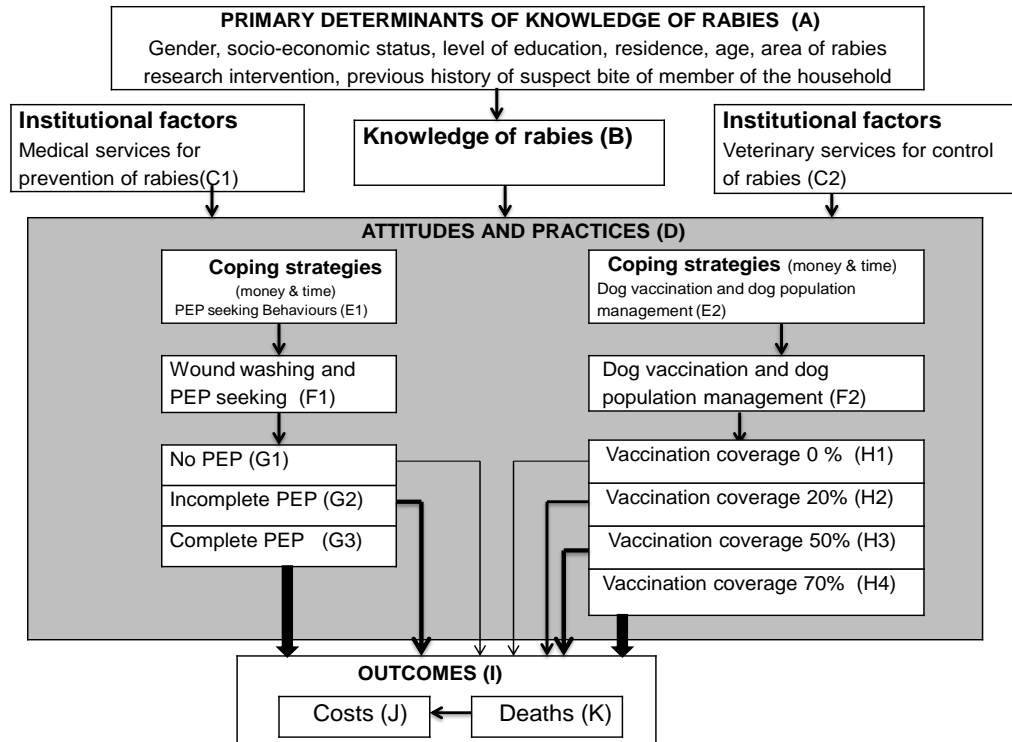 PRIMARY DETERMINANTS OF KNOWLEDGE OF RABIES (A)
Gender, socio-economic status, level of education, residence, age, area of rabies
research intervention, previous history of suspect bite of member of the household
Institutional factors
Medical services for
prevention of rabies(C1)
Knowledge of rabies (B)
Institutional factors
Veterinary services for control
of rabies (C2)
ATTITUDES AND PRACTICES (D)
Coping strategies
(money & time)
PEP seeking Behaviours (E1)
Coping strategies (money & time)
Dog vaccination and dog population
management (E2)
Wound washing and
PEP seeking (F1)
Dog vaccination and dog
population management (F2)
No PEP (G1)
Incomplete PEP (G2)
Complete PEP (G3)
Vaccination coverage 0 % (H1)
Vaccination coverage 20% (H2)
Vaccination coverage 50% (H3)
Vaccination coverage 70% (H4)
OUTCOMES (I)
Costs (J)
Deaths (K)